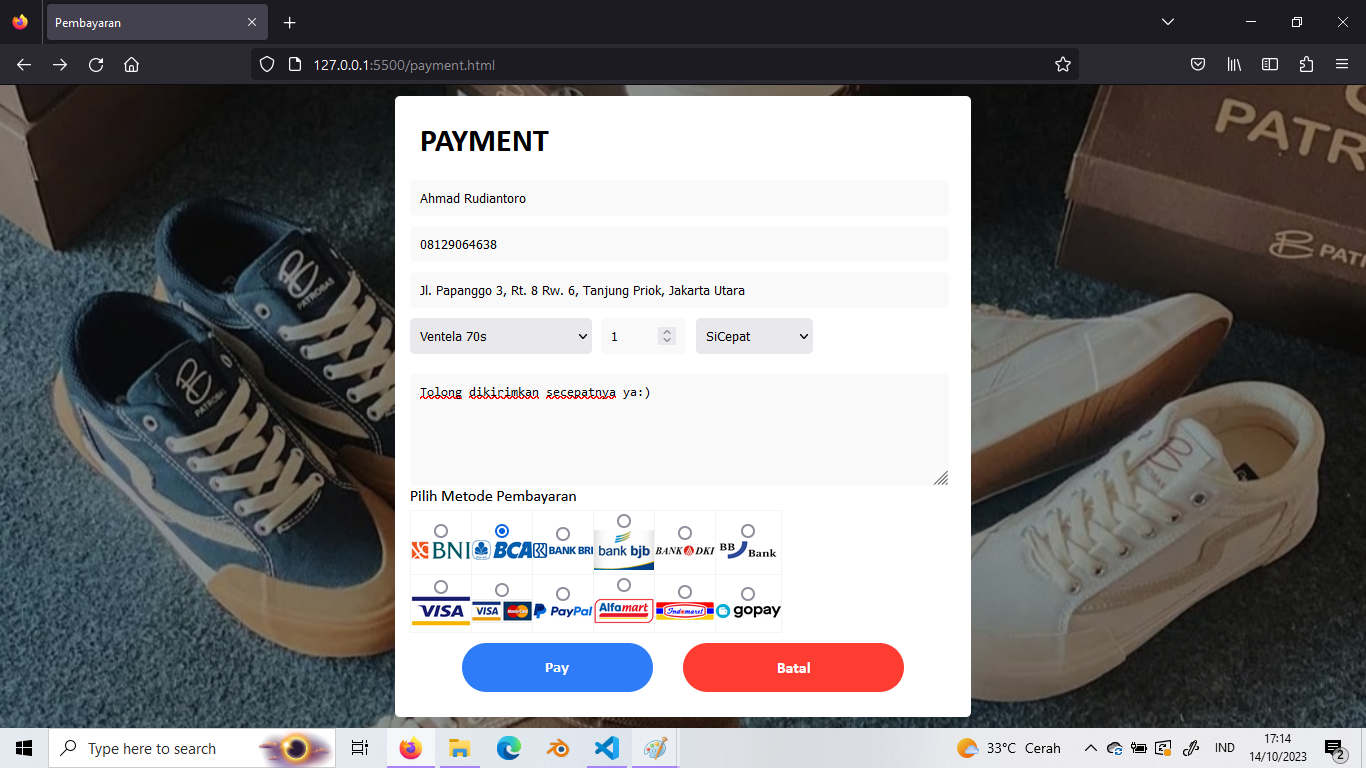 Pembayaran
127.0.0.1:5500/payment.html
PATROBAS
PATROBAS
PAYMENT
Ahmad Rudiantoro
08129064638
Jl. Papanggo 3, Rt. 8 Rw. 6, Tanjung Priok, Jakarta Utara
Ventela 70s 1 SiCepat
Tolong dikirimkan secepatnya ya:)
Pilih Metode Pembayaran
BNI BCA BANK BRI bank bjb BANK DKI BB Bank
VISA VISA MasterCard PayPal Alfamart Indomaret gopay
Pay Batal
Type here to search
33°C Cerah
IND
17:14
14/10/2023
2